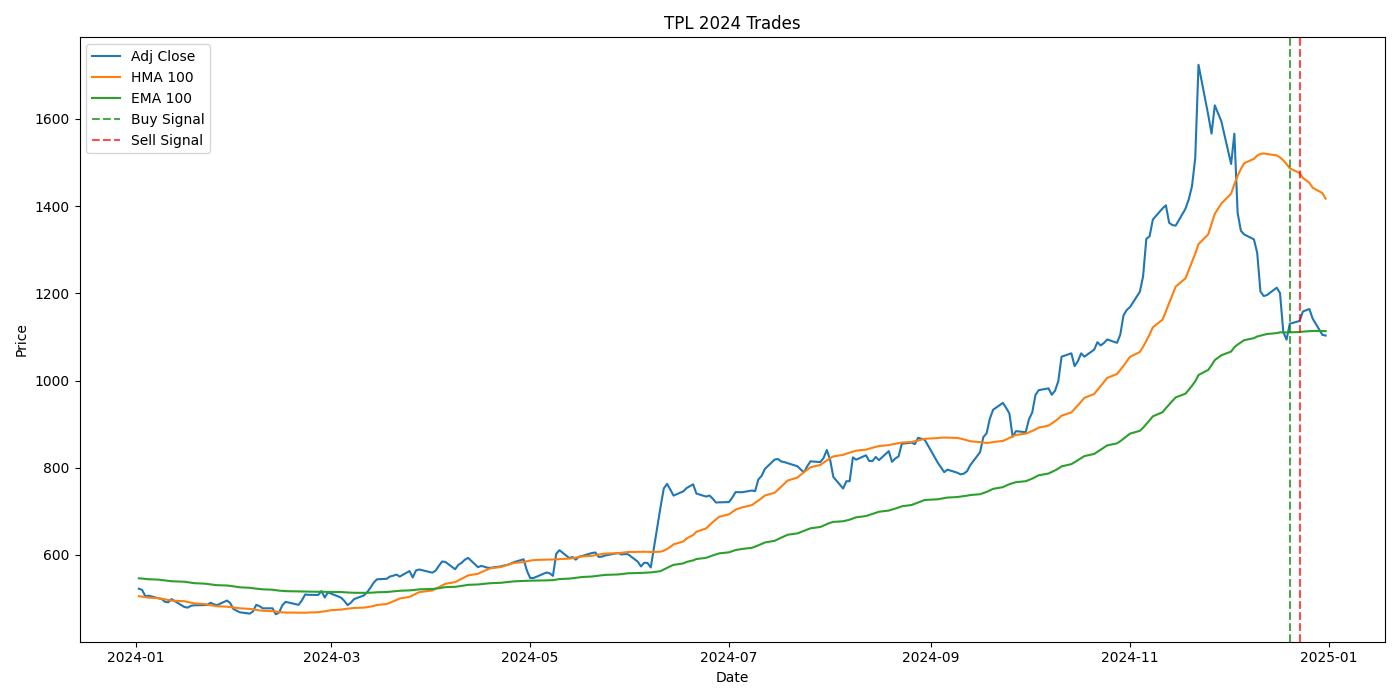 TPL 2024 Trades
Adj Close
HMA 100
EMA 100
Buy Signal
Sell Signal
Price
1600
1400
1200
1000
800
600
2024-01 2024-03 2024-05 2024-07 2024-09 2024-11 2025-01
Date